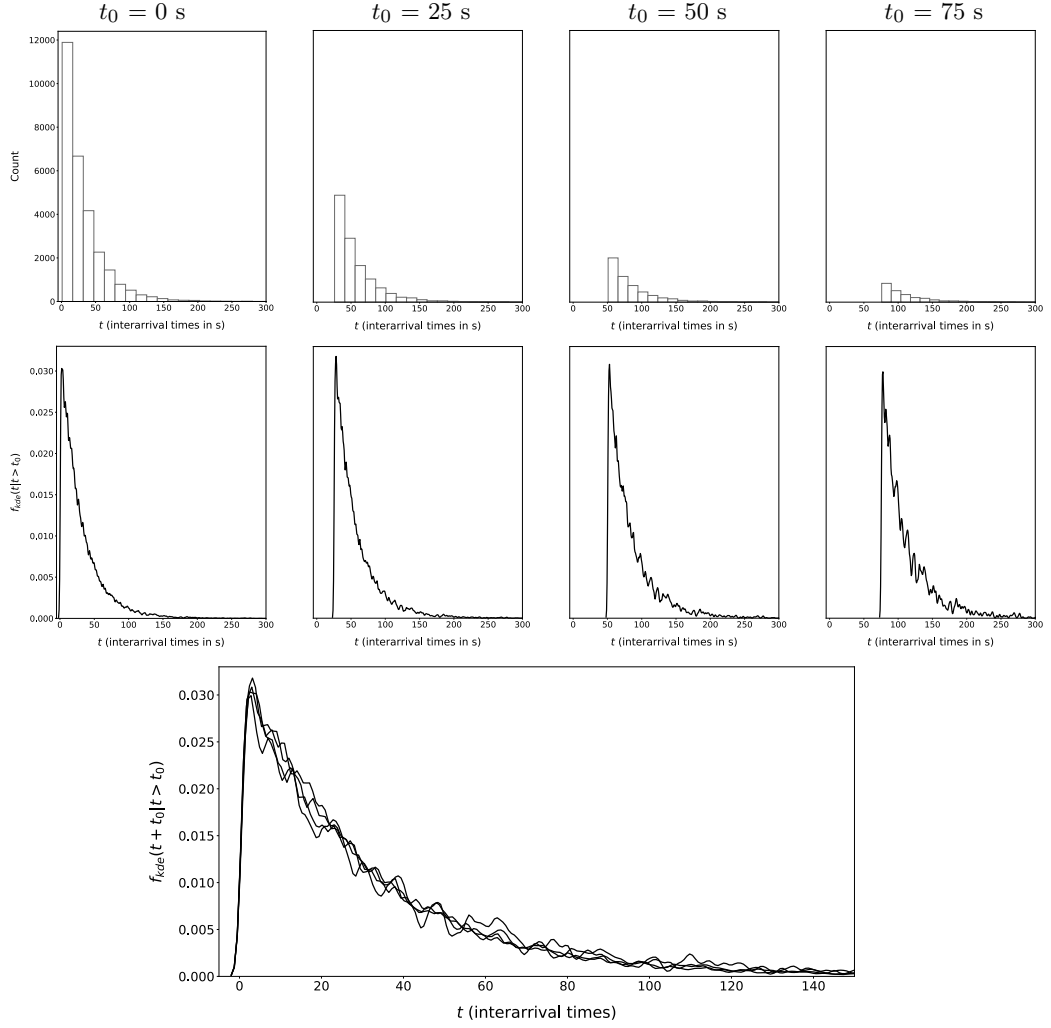 t₀ = 0 s t₀ = 25 s t₀ = 50 s t₀ = 75 s
12000
10000
8000
6000
4000
2000
0
Count
0 50 100 150 200 250 300
0 50 100 150 200 250 300
0 50 100 150 200 250 300
0 50 100 150 200 250 300
t (interarrival times in s)
t (interarrival times in s)
t (interarrival times in s)
t (interarrival times in s)
0.030
0.025
0.020
0.015
0.010
0.005
0.000
f_kde(t|t > t₀)
0 50 100 150 200 250 300
0 50 100 150 200 250 300
0 50 100 150 200 250 300
0 50 100 150 200 250 300
t (interarrival times in s)
t (interarrival times in s)
t (interarrival times in s)
t (interarrival times in s)
0.030
0.025
0.020
0.015
0.010
0.005
0.000
f_kde(t + t₀|t > t₀)
0 20 40 60 80 100 120 140
t (interarrival times)